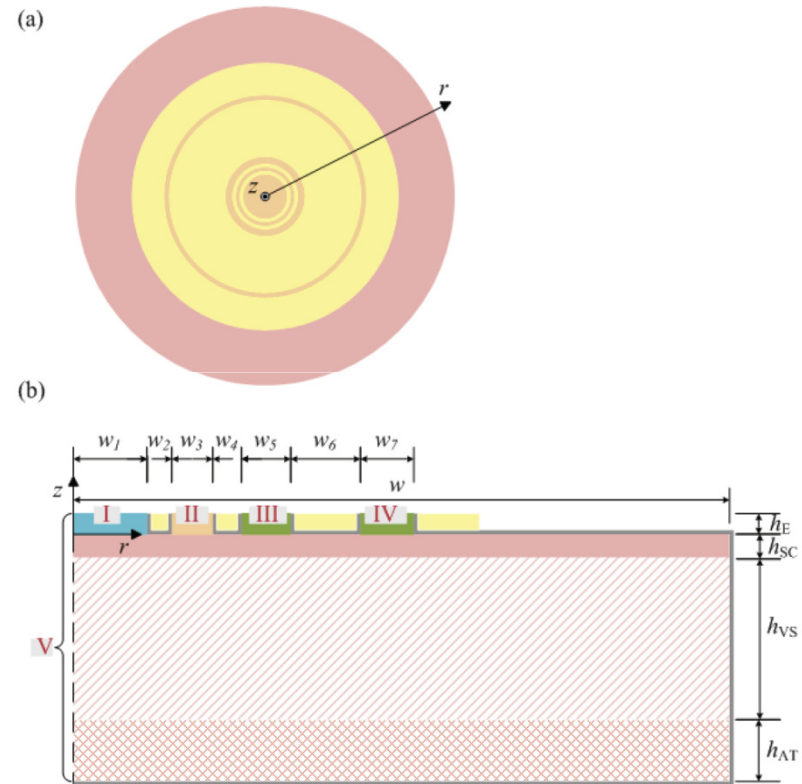 (a)
r
z
(b)
w1 w2 w3 w4 w5 w6 w7
w
z
I II III IV
hE
r
hSC
V
hVS
hAT